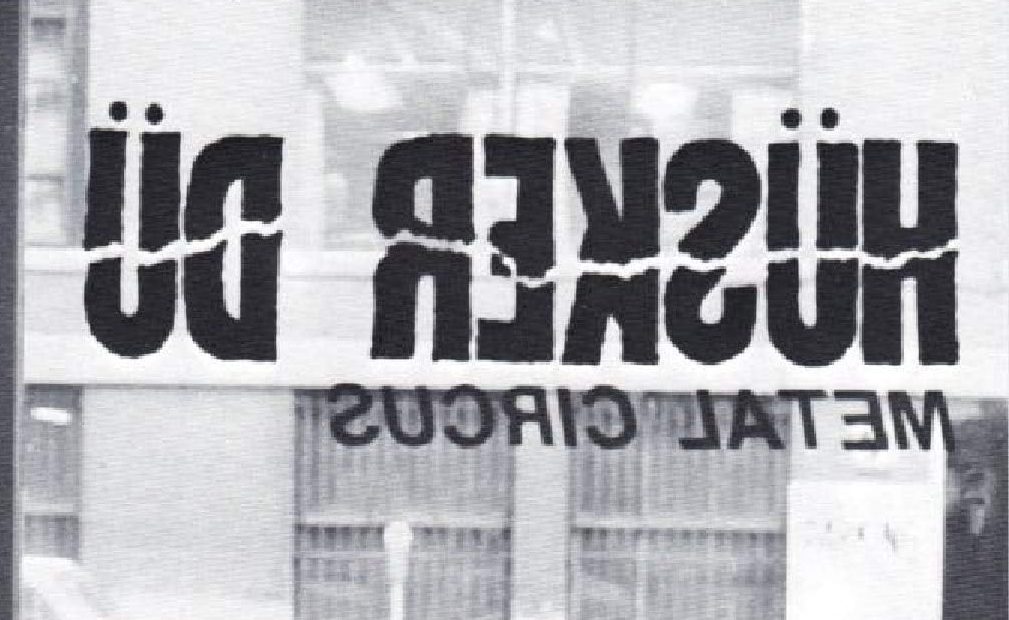 HÜSKER DÜ
METAL CIRCUS